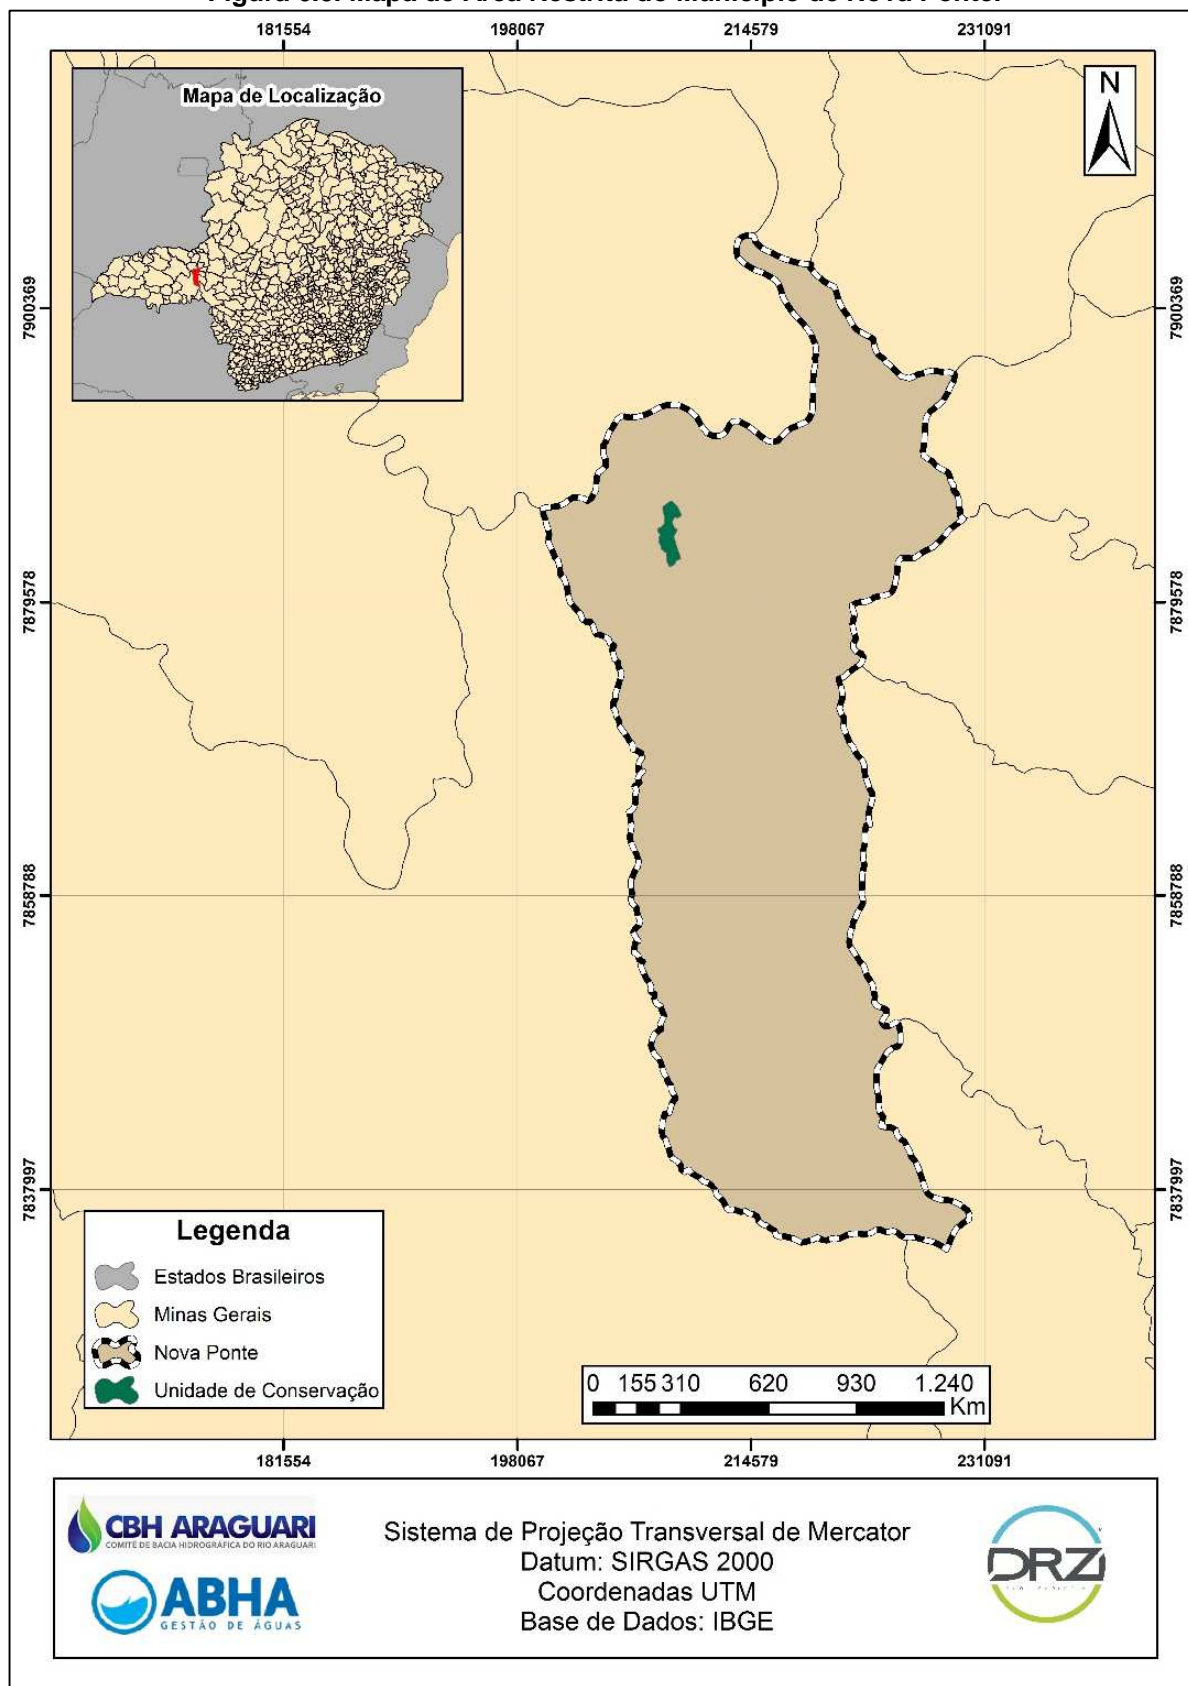 181554 198067 214579 231091
Mapa de Localização
N
7900369 7900369
7879578 7879578
7858788 7858788
7837997 7837997
Legenda
Estados Brasileiros
Minas Gerais
Nova Ponte
Unidade de Conservação
0 155 310 620 930 1.240
Km
181554 198067 214579 231091
CBH ARAGUARI
COMITÊ DE BACIA HIDROGRÁFICA DO RIO ARAGUARI
ABHA
GESTÃO DE ÁGUAS
Sistema de Projeção Transversal de Mercator
Datum: SIRGAS 2000
Coordenadas UTM
Base de Dados: IBGE
DRZ